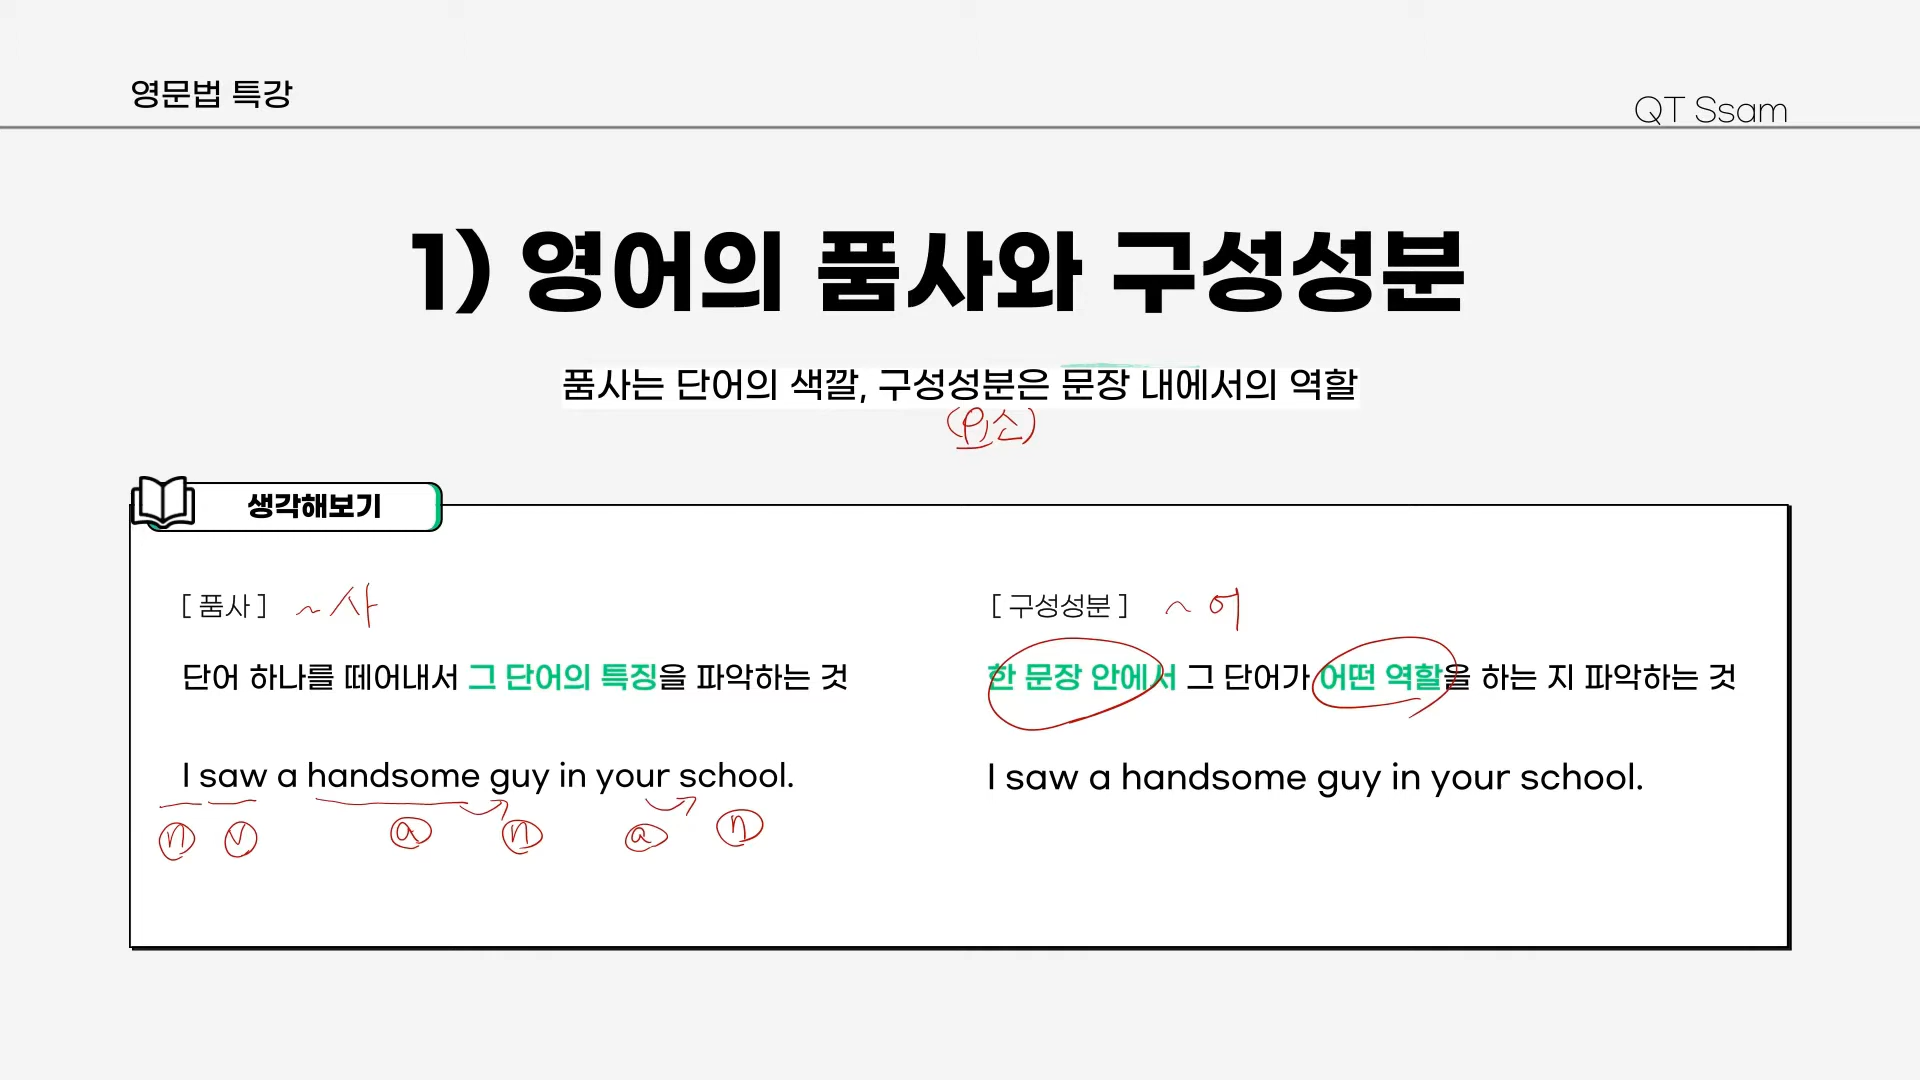 영문법 특강
QT Ssam
1) 영어의 품사와 구성성분
품사는 단어의 색깔, 구성성분은 문장 내에서의 역할
(요소)
생각해보기
[ 품사 ] ~사
단어 하나를 떼어내서 그 단어의 특징을 파악하는 것
I saw a handsome guy in your school.
n v a n a n
[ 구성성분 ] ~어
한 문장 안에서 그 단어가 어떤 역할을 하는 지 파악하는 것
I saw a handsome guy in your school.